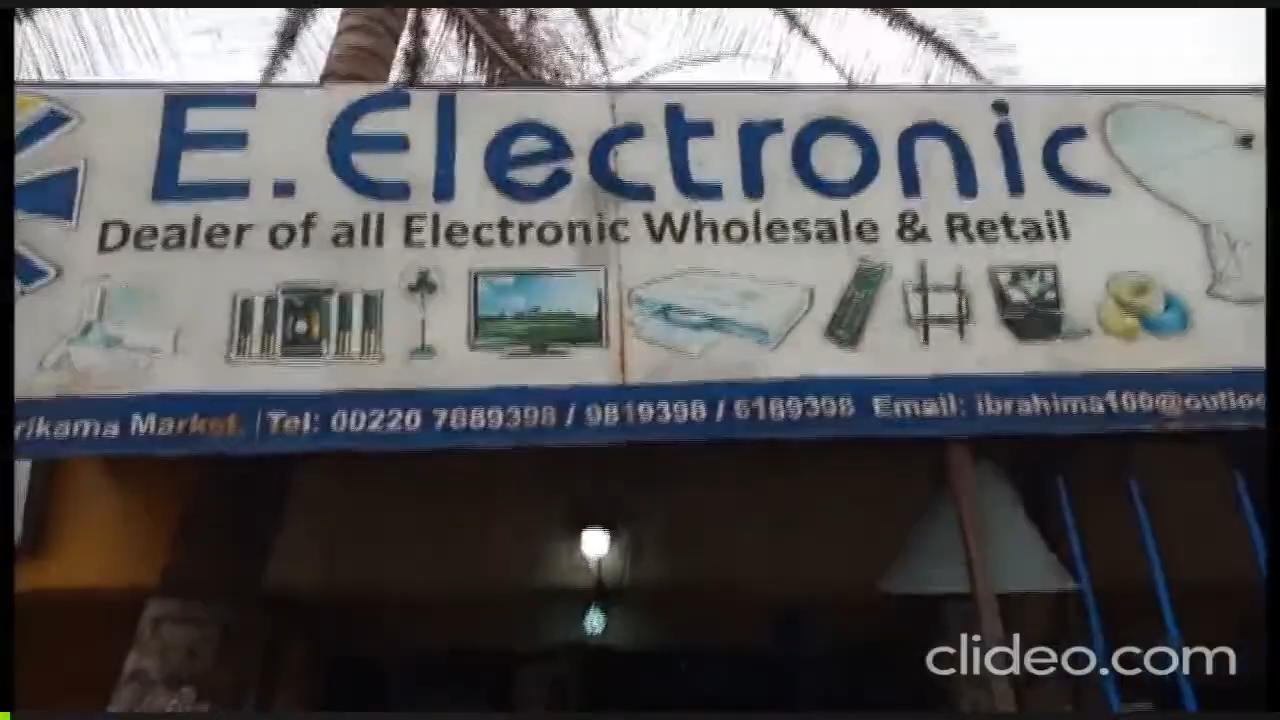 E.Electronic
Dealer of all Electronic Wholesale & Retail
rikama Market. Tel: 00220 7889398 / 9819398 / 6189398 Email: ibrahima100@outloo
clideo.com